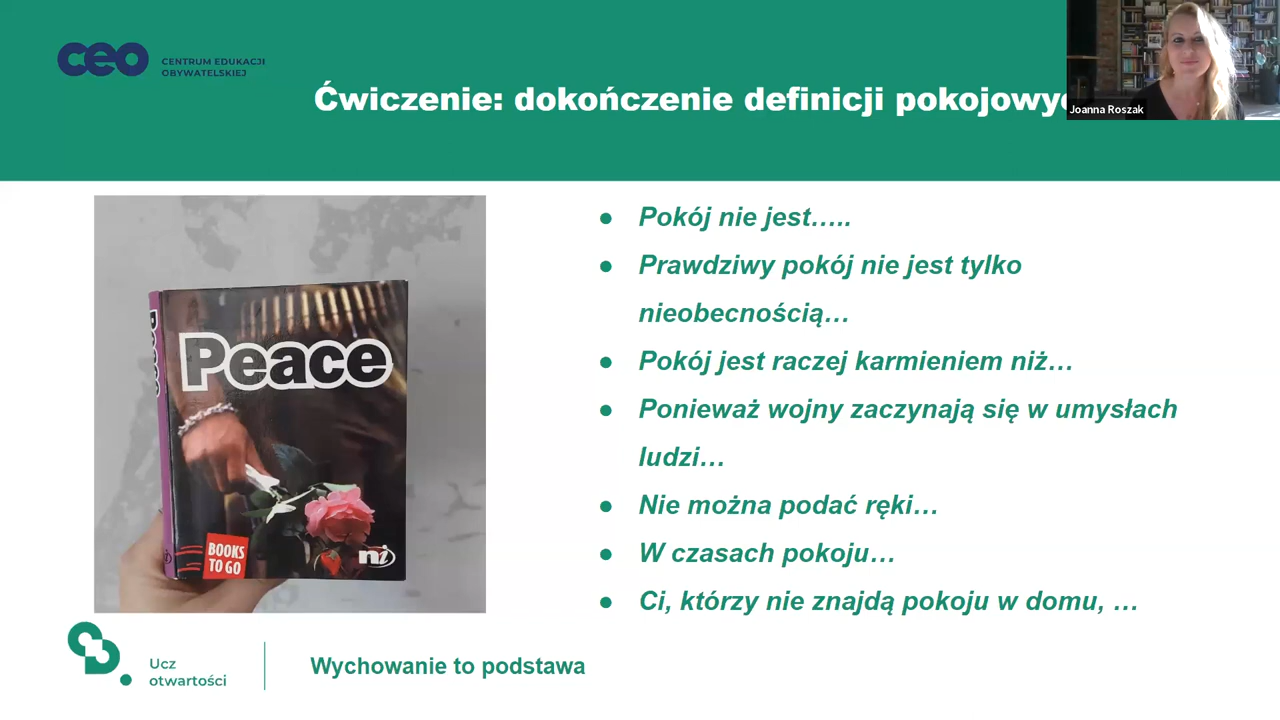 ceo CENTRUM EDUKACJI
OBYWATELSKIEJ
Ćwiczenie: dokończenie definicji
Joanna Roszak
Peace
Peace
BOOKS
TO GO
ni
● Pokój nie jest…..
● Prawdziwy pokój nie jest tylko
nieobecnością…
● Pokój jest raczej karmieniem niż…
● Ponieważ wojny zaczynają się w umysłach
ludzi…
● Nie można podać ręki…
● W czasach pokoju…
● Ci, którzy nie znajdą pokoju w domu, …
Ucz
otwartości
Wychowanie to podstawa